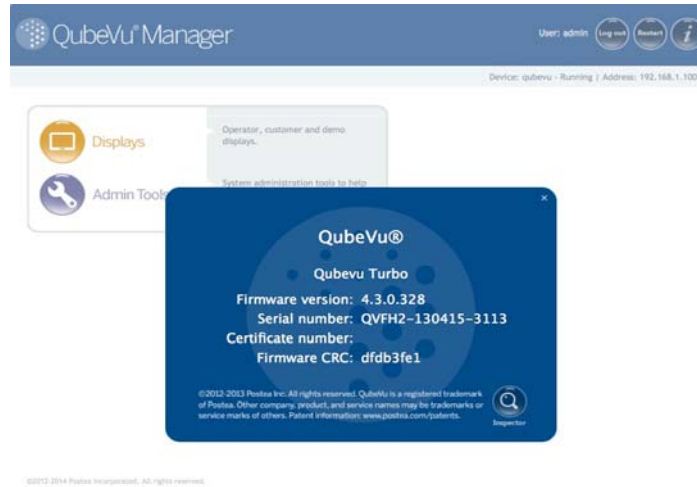 QubeVu® Manager
User: admin
Log out
Restart
i
Device: qubevu - Running | Address: 192.168.1.100
Displays
Operator, customer and demo
displays.
Admin Tools
System administration tools to help
×
QubeVu®
Qubevu Turbo
Firmware version: 4.3.0.328
Serial number: QVFH2-130415-3113
Certificate number:
Firmware CRC: dfdb3fe1
©2012-2013 Postea Inc. All rights reserved. QubeVu is a registered trademark
of Postea. Other company, product, and service names may be trademarks or
service marks of others. Patent information: www.postea.com/patents.
Inspector
©2012-2014 Postea Incorporated. All rights reserved.